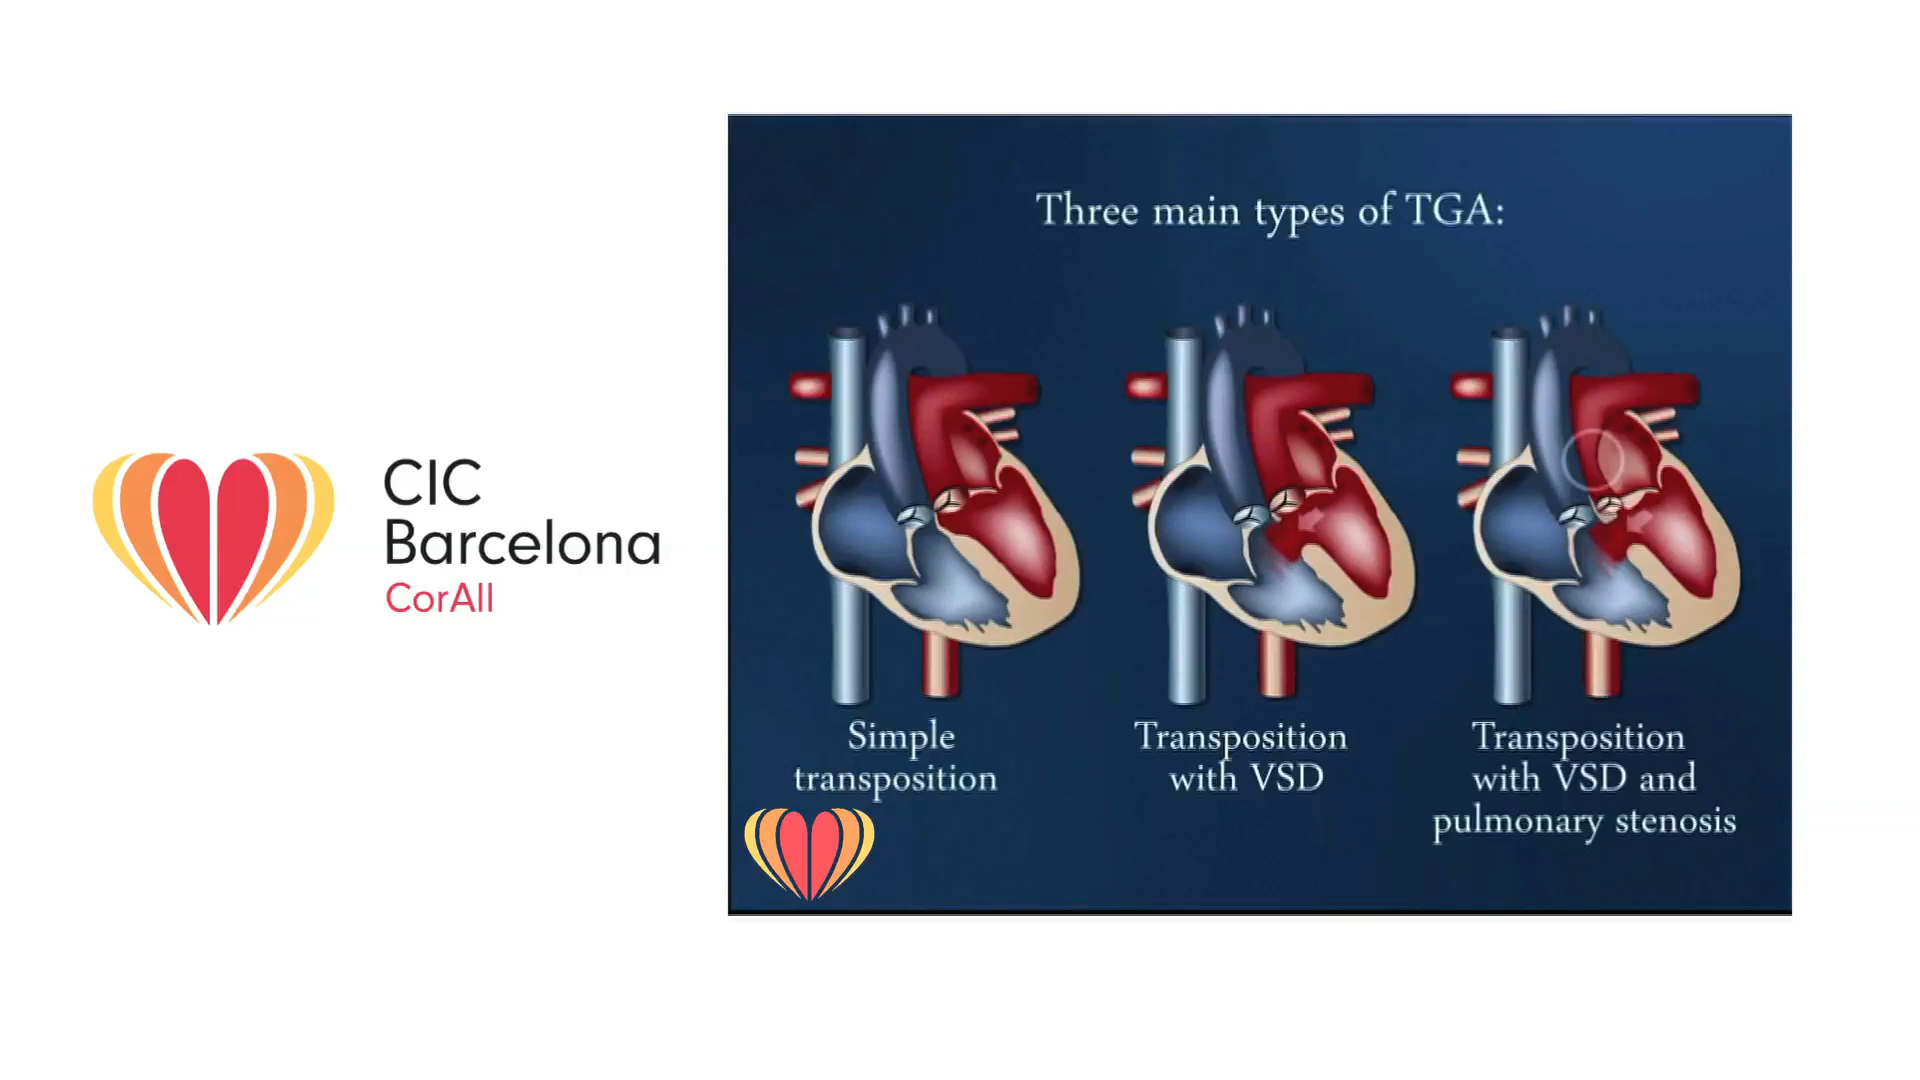 CIC
Barcelona
CorAll
Three main types of TGA:
Simple
transposition
Transposition
with VSD
Transposition
with VSD and
pulmonary stenosis